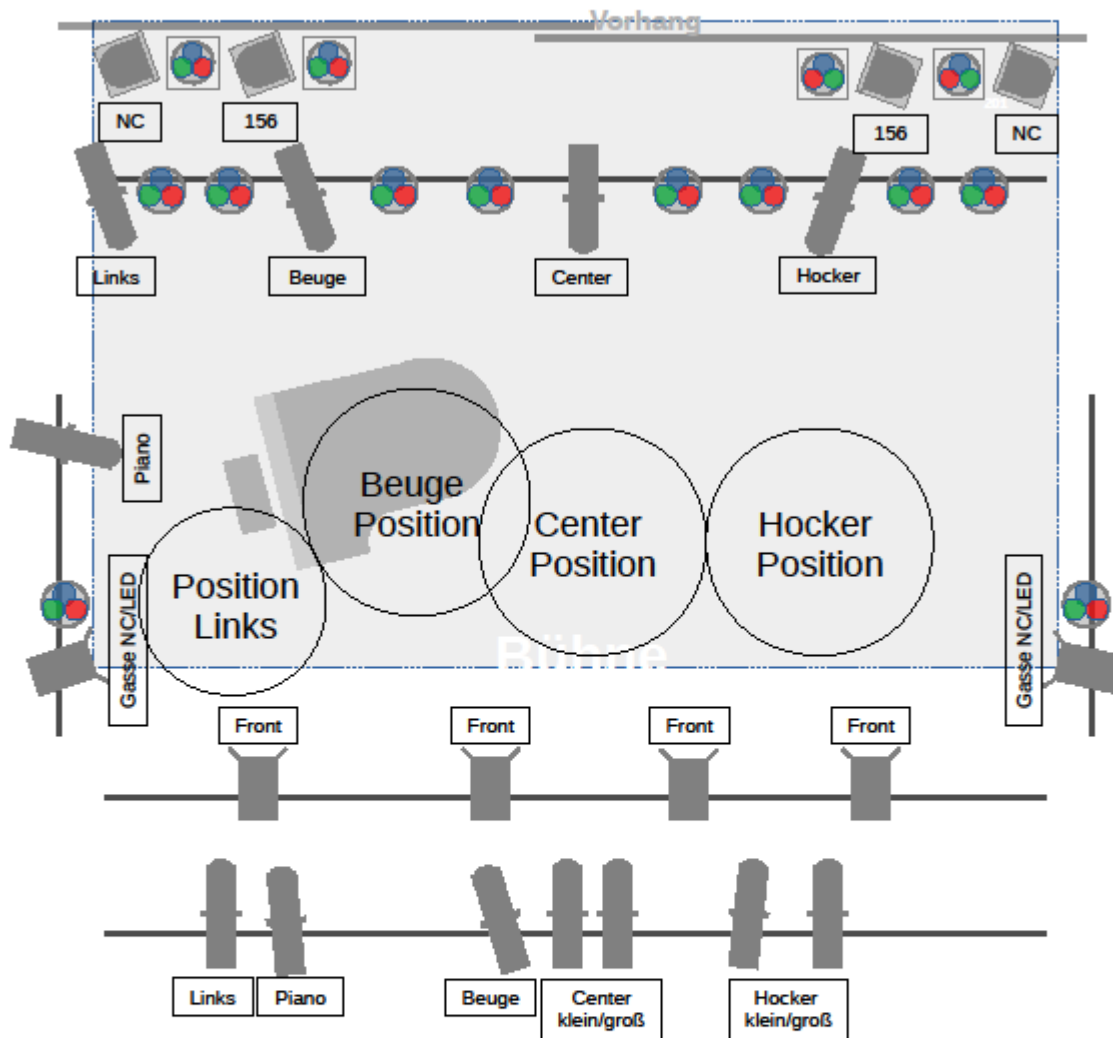 Vorhang
201
NC
156
156
NC
Links
Beuge
Center
Hocker
Piano
Beuge
Position
Center
Position
Hocker
Position
Position
Links
Gasse NC/LED
Gasse NC/LED
Bühne
Front
Front
Front
Front
Links
Piano
Beuge
Center
klein/groß
Hocker
klein/groß